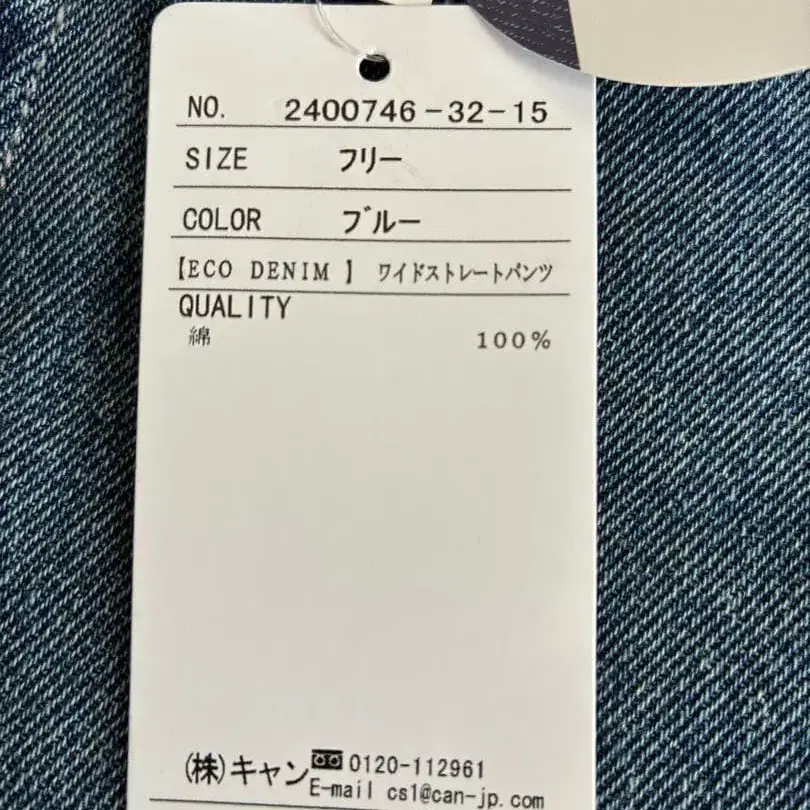 NO. 2400746-32-15
SIZE フリー
COLOR ブルー
【ECO DENIM 】 ワイドストレートパンツ
QUALITY
綿 100%
(株)キャン 0120-112961
E-mail cs1@can-jp.com